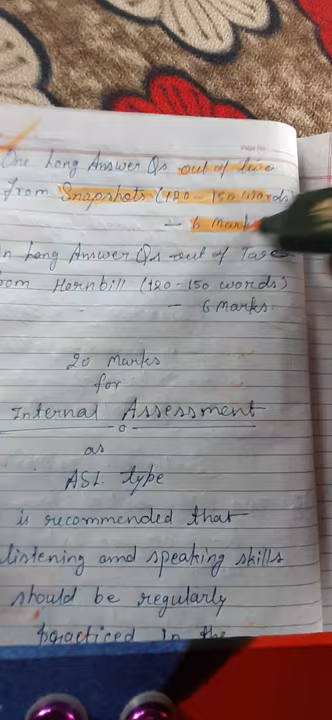 One Long Answer Qs out of two
from Snapshots (120 - 150 words)
- 6 Marks
Long Answer Qs out of Two
Hornbill (120 - 150 words)
- 6 Marks.
20 Marks
for
Internal Assessment
as
ASL type
is recommended that
listening and speaking skills
should be regularly
practiced in the